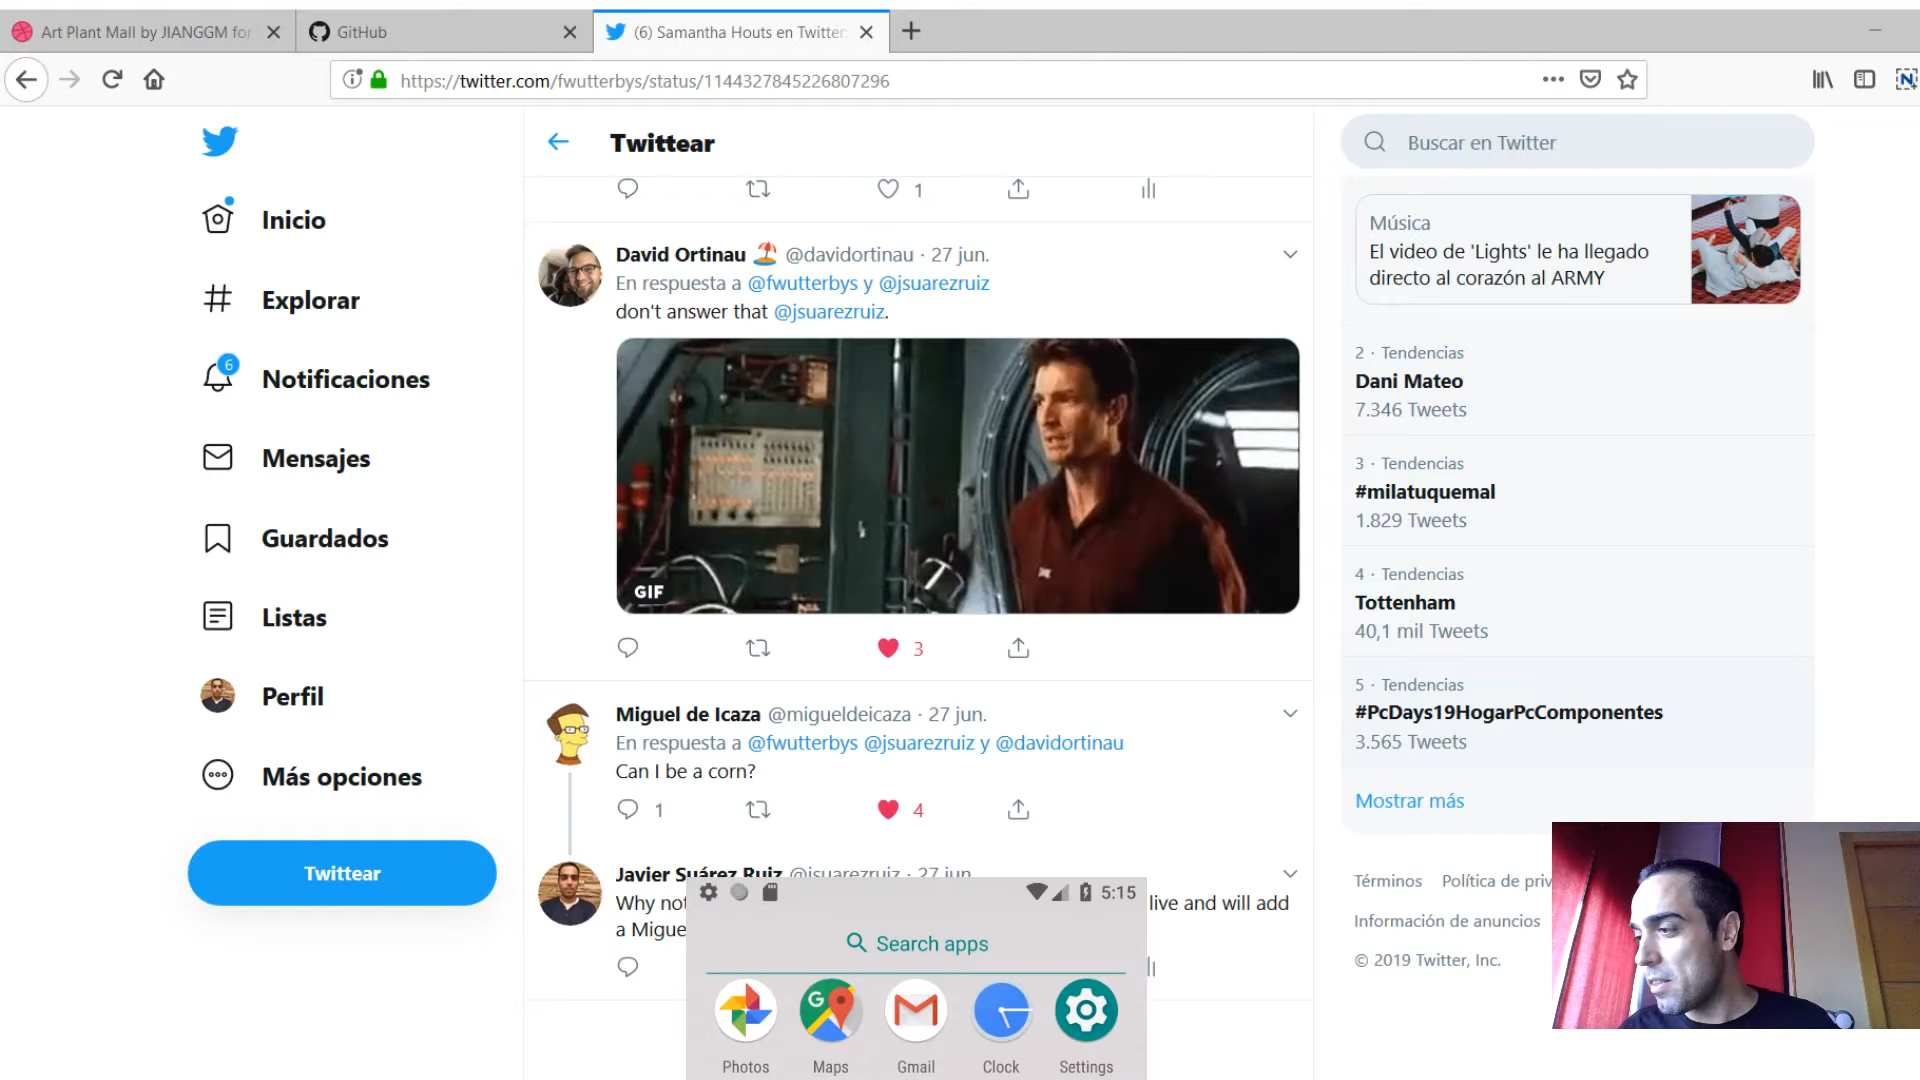 Art Plant Mall by JIANGGM for
GitHub
(6) Samantha Houts en Twitter:
https://twitter.com/fwutterbys/status/1144327845226807296
Inicio
Explorar
6
Notificaciones
Mensajes
Guardados
Listas
Perfil
Más opciones
Twittear
Twittear
1
David Ortinau @davidortinau · 27 jun.
En respuesta a @fwutterbys y @jsuarezruiz
don't answer that @jsuarezruiz.
GIF
3
Miguel de Icaza @migueldeicaza · 27 jun.
En respuesta a @fwutterbys @jsuarezruiz y @davidortinau
Can I be a corn?
1 4
Javier Suárez Ruiz @jsuarezruiz · 27 jun.
Why not live and will add
a Migue
5:15
Search apps
Photos Maps Gmail Clock Settings
Buscar en Twitter
Música
El video de 'Lights' le ha llegado
directo al corazón al ARMY
2 · Tendencias
Dani Mateo
7.346 Tweets
3 · Tendencias
#milatuquemal
1.829 Tweets
4 · Tendencias
Tottenham
40,1 mil Tweets
5 · Tendencias
#PcDays19HogarPcComponentes
3.565 Tweets
Mostrar más
Términos Política de priv
Información de anuncios
© 2019 Twitter, Inc.